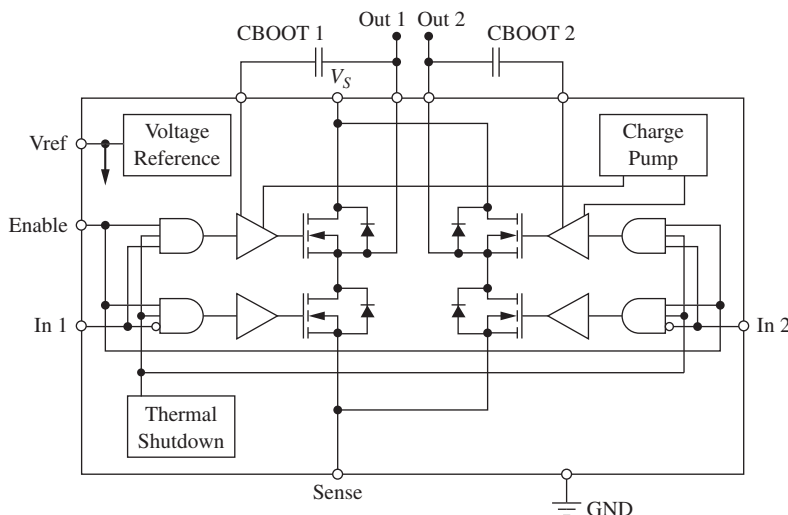 Out 1
Out 2
CBOOT 1
CBOOT 2
VS
Voltage
Reference
Charge
Pump
Vref
Enable
In 1
In 2
Thermal
Shutdown
Sense
GND